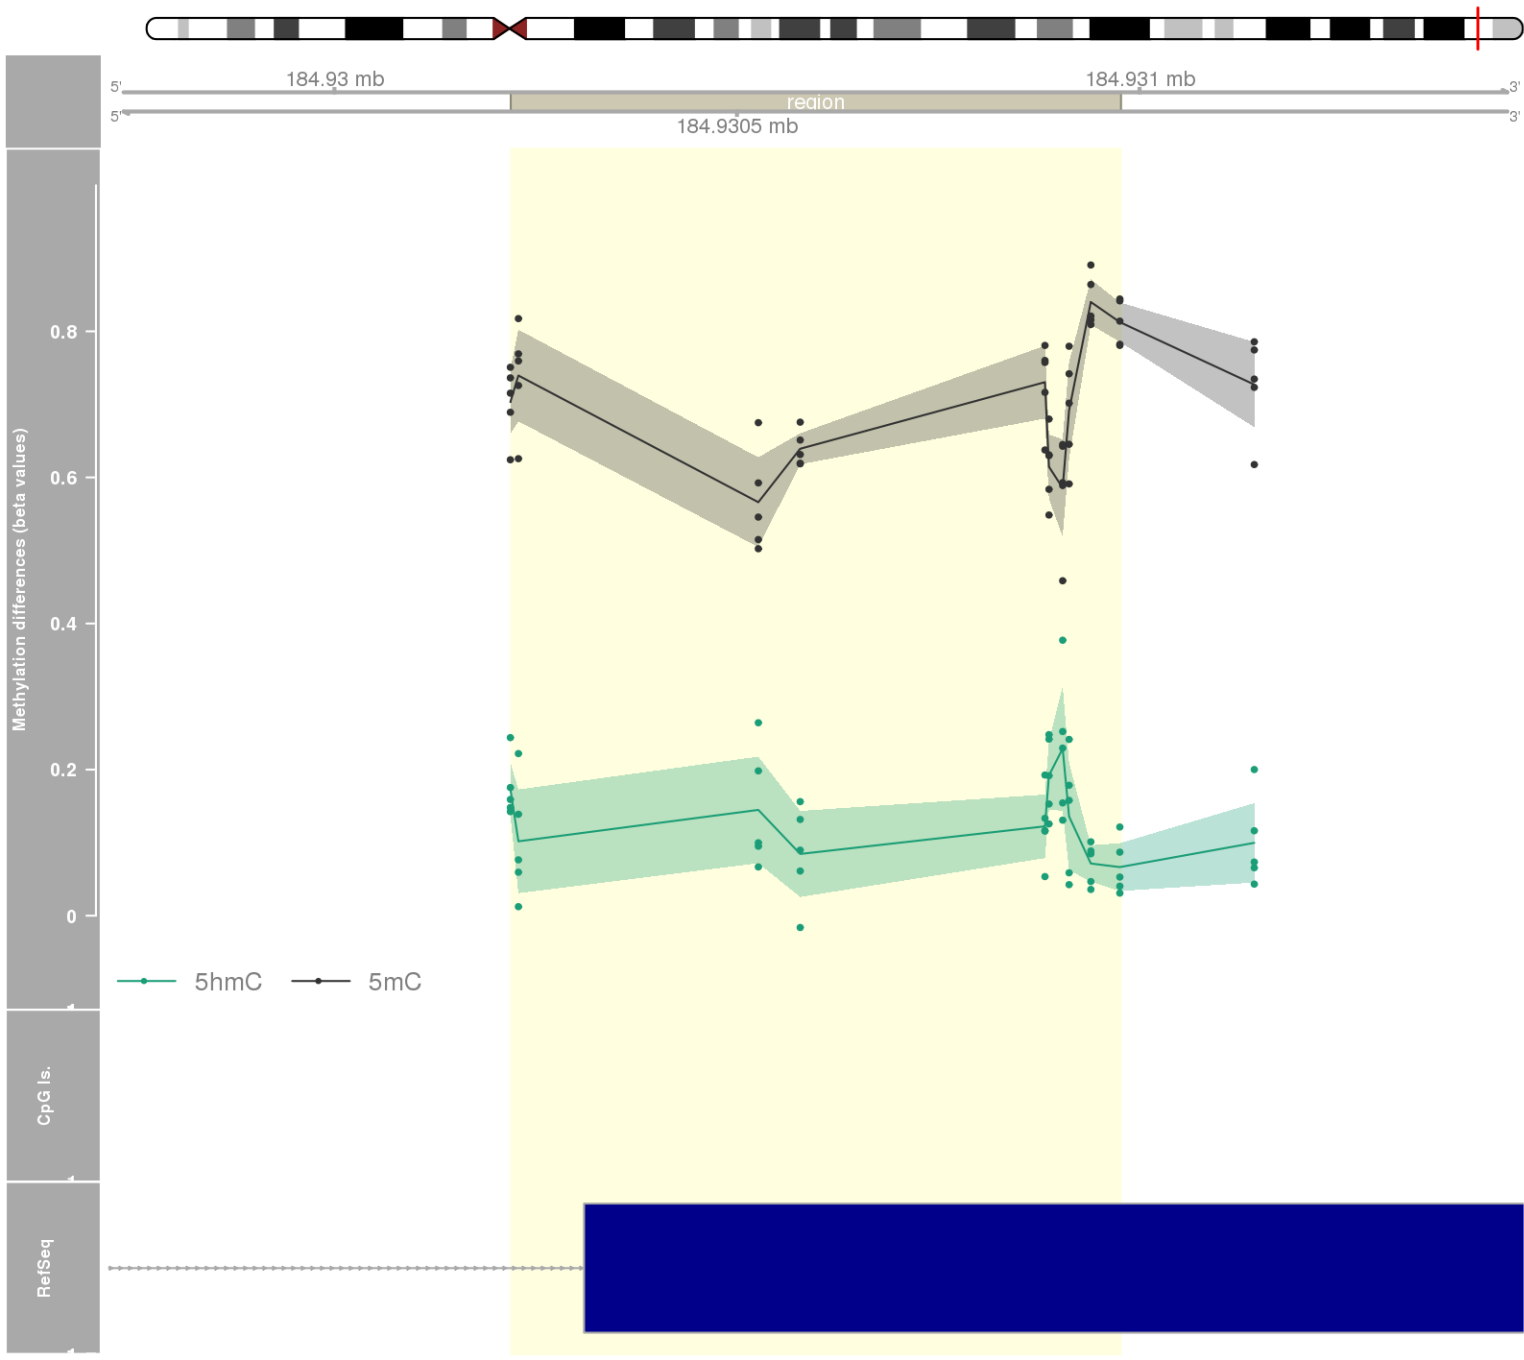 184.93 mb
184.931 mb
5'
3'
region
5'
3'
184.9305 mb
Methylation differences (beta values)
0.8
0.6
0.4
0.2
0
5hmC
5mC
CpG Is.
RefSeq